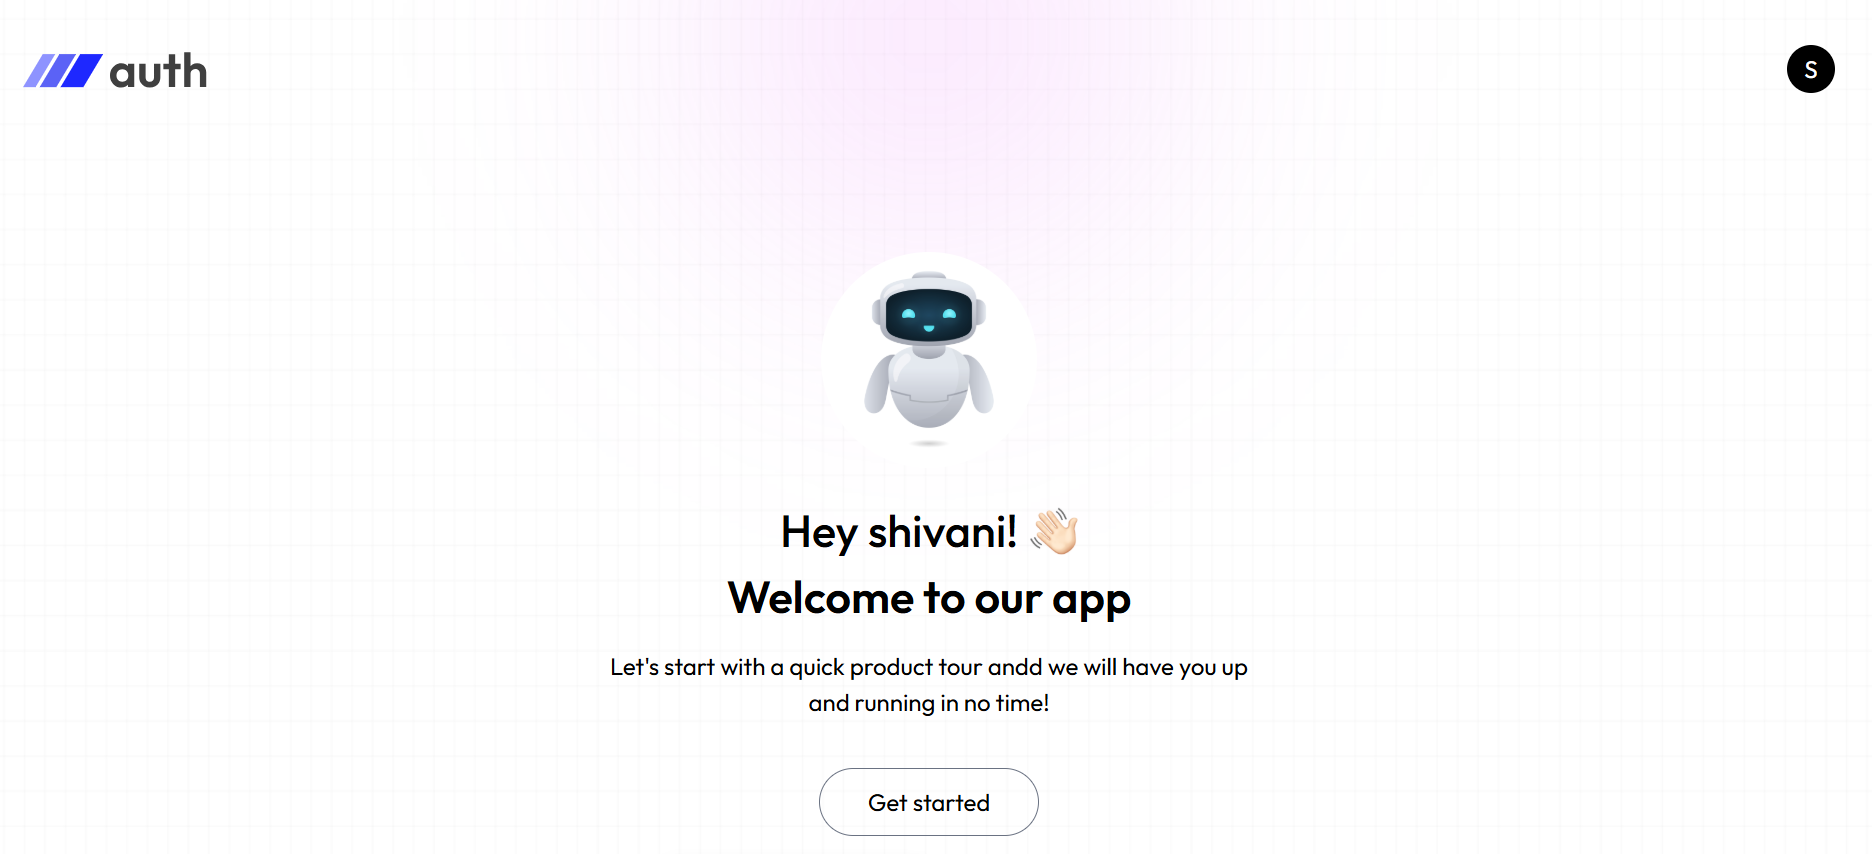 auth
S
Hey shivani! 👋🏻
Welcome to our app
Let's start with a quick product tour andd we will have you up
and running in no time!
Get started